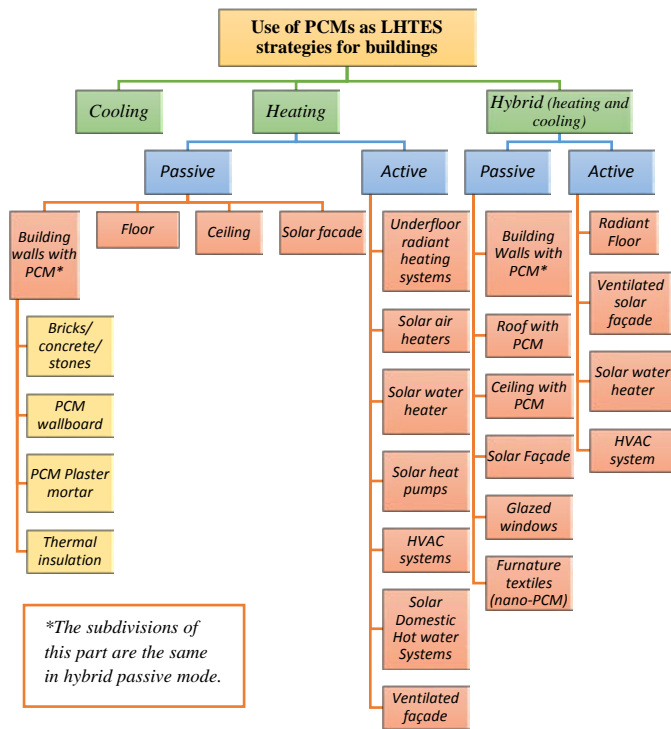 Use of PCMs as LHTES
strategies for buildings
Cooling
Heating
Hybrid (heating and
cooling)
Passive
Active
Passive
Active
Building
walls with
PCM*
Floor
Ceiling
Solar facade
Bricks/
concrete/
stones
PCM
wallboard
PCM Plaster
mortar
Thermal
insulation
Underfloor
radiant
heating
systems
Solar air
heaters
Solar water
heater
Solar heat
pumps
HVAC
systems
Solar
Domestic
Hot water
Systems
Ventilated
façade
Building
Walls with
PCM*
Roof with
PCM
Ceiling with
PCM
Solar Façade
Glazed
windows
Furnature
textiles
(nano-PCM)
Radiant
Floor
Ventilated
solar
façade
Solar water
heater
HVAC
system
*The subdivisions of
this part are the same
in hybrid passive mode.